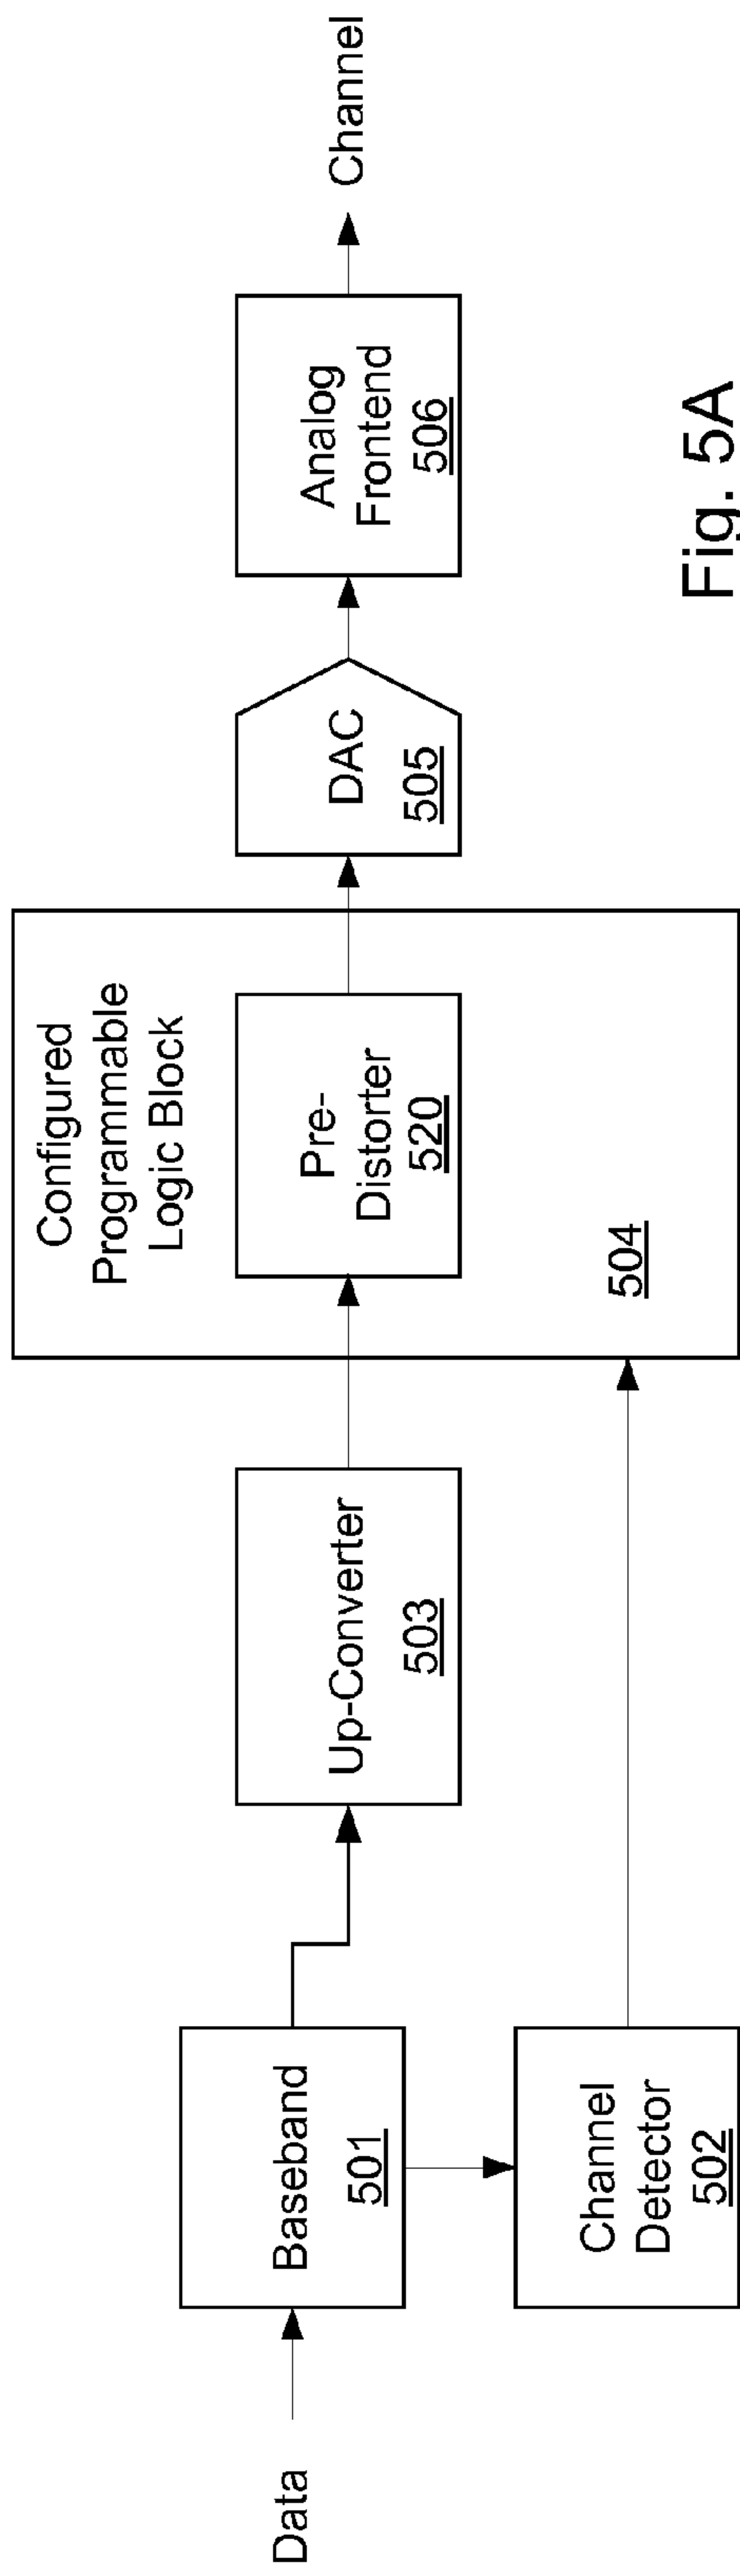 Data
Baseband
501
Channel
Detector
502
Up-Converter
503
Configured
Programmable
Logic Block
Pre-
Distorter
520
504
DAC
505
Analog
Frontend
506
Channel
Fig. 5A